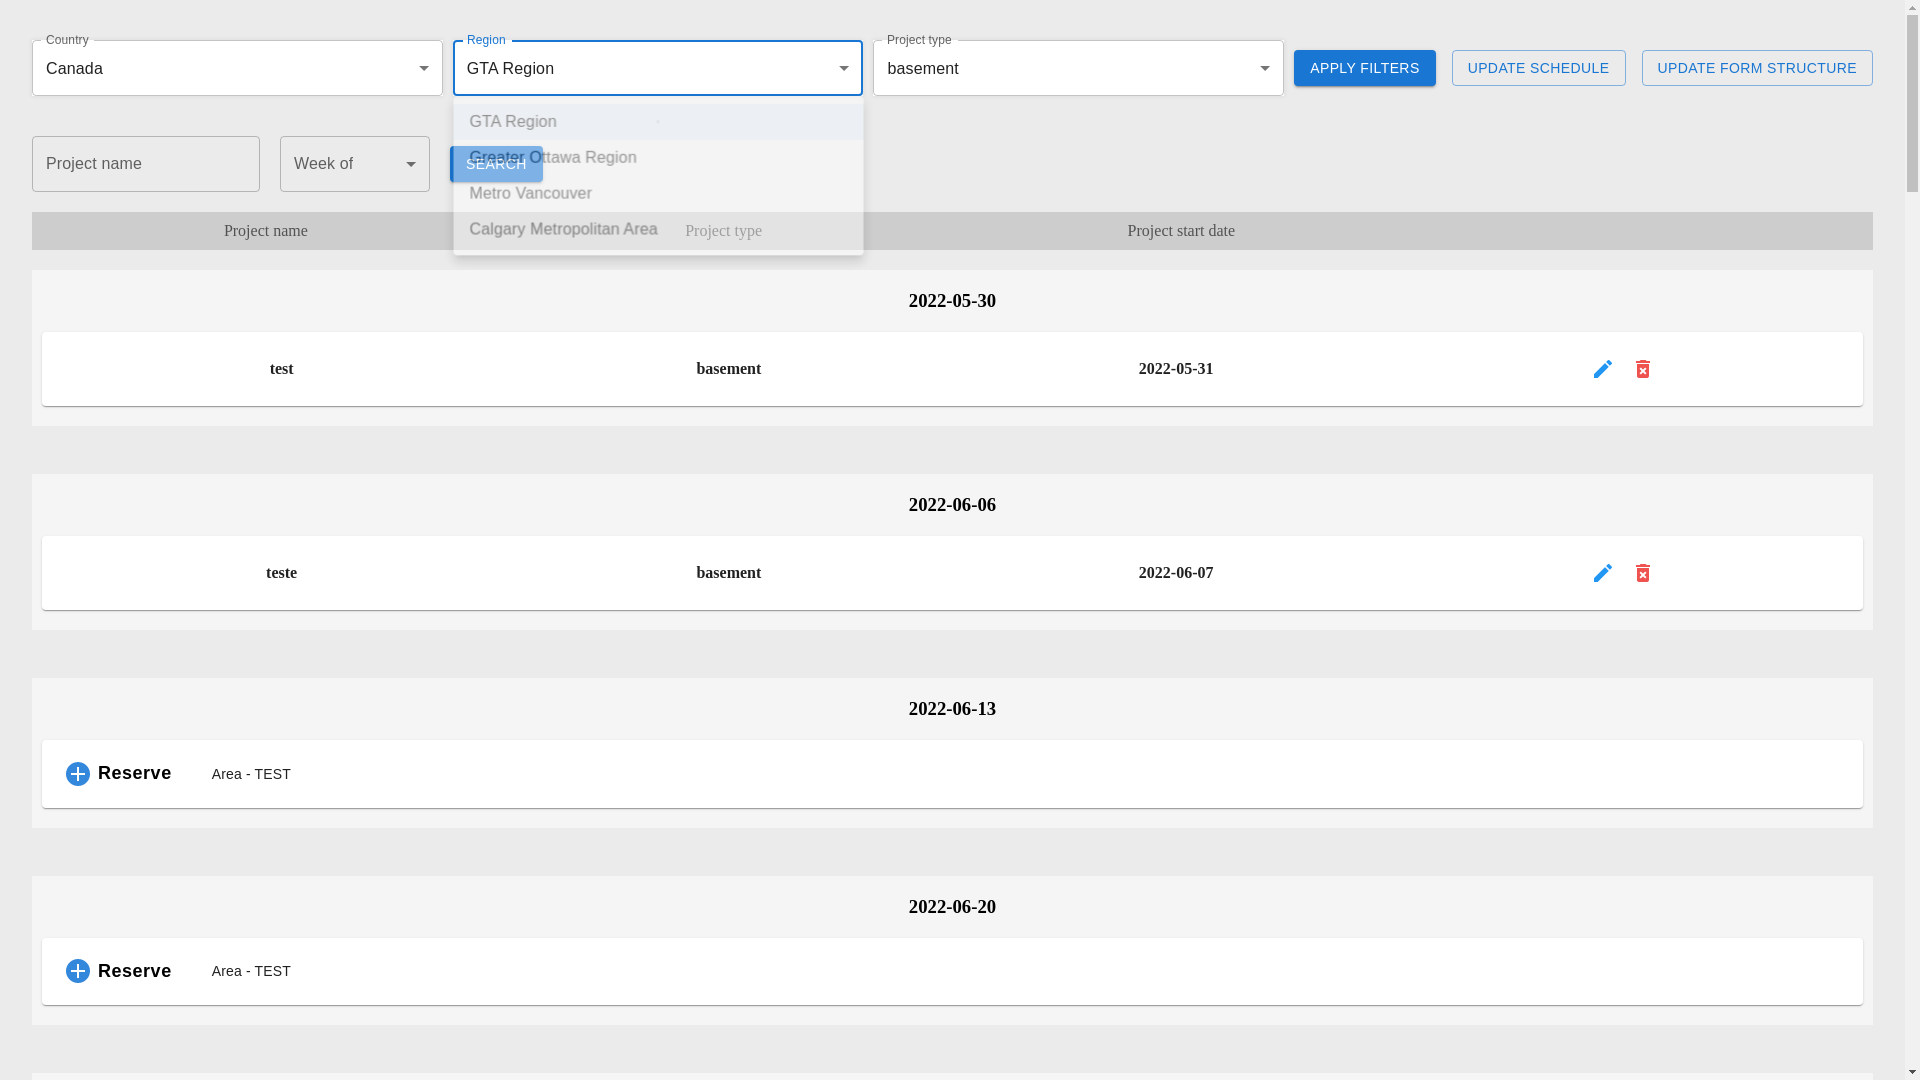 Country
Region
Project type
Canada
GTA Region
basement
APPLY FILTERS
UPDATE SCHEDULE
UPDATE FORM STRUCTURE
GTA Region
Greater Ottawa Region
Metro Vancouver
Calgary Metropolitan Area
Project name
Week of
SEARCH
Project name
Project type
Project start date
2022-05-30
test
basement
2022-05-31
2022-06-06
teste
basement
2022-06-07
2022-06-13
Reserve
Area - TEST
2022-06-20
Reserve
Area - TEST